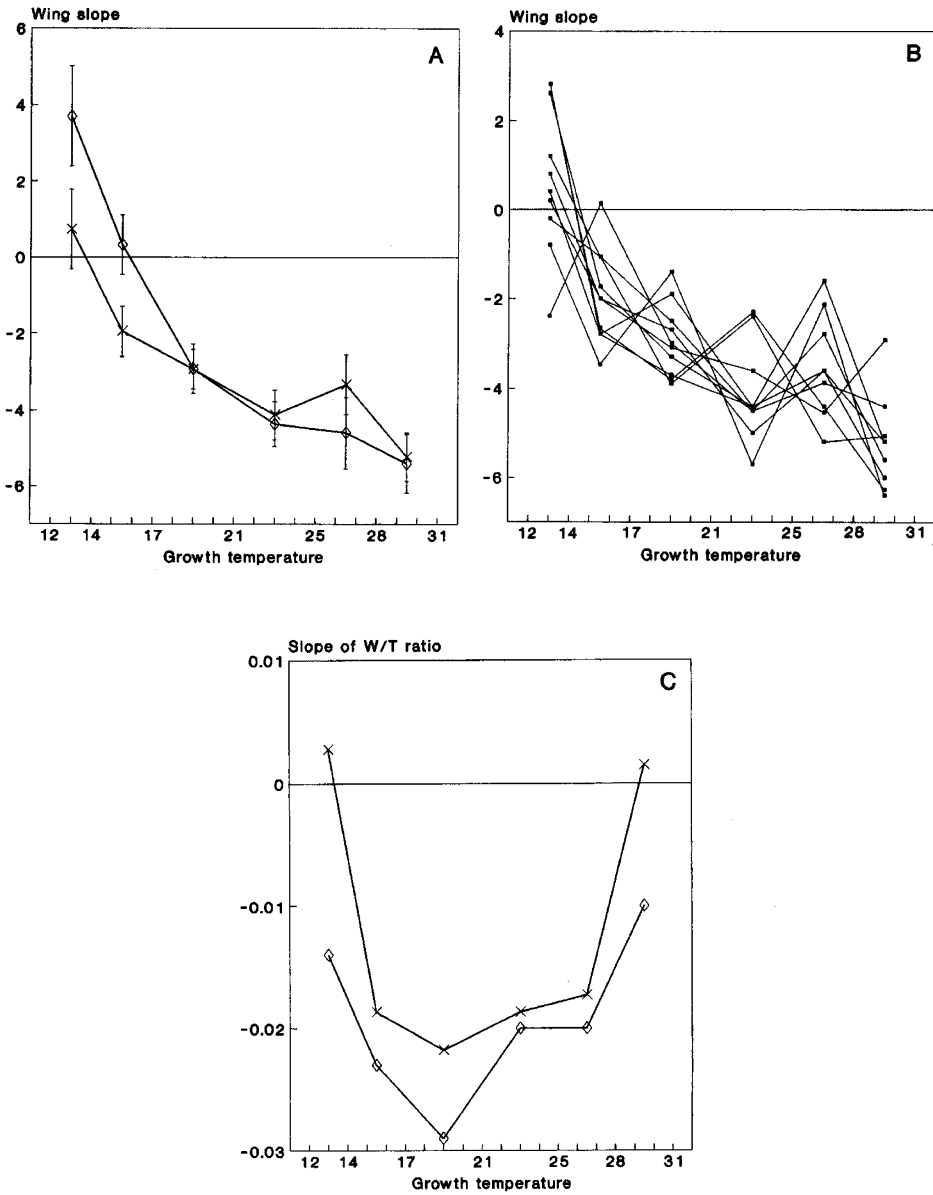 Wing slope
A
6
4
2
0
-2
-4
-6
12 14 17 21 25 28 31
Growth temperature
Wing slope
B
4
2
0
-2
-4
-6
12 14 17 21 25 28 31
Growth temperature
Slope of W/T ratio
C
0.01
0
-0.01
-0.02
-0.03
12 14 17 21 25 28 31
Growth temperature